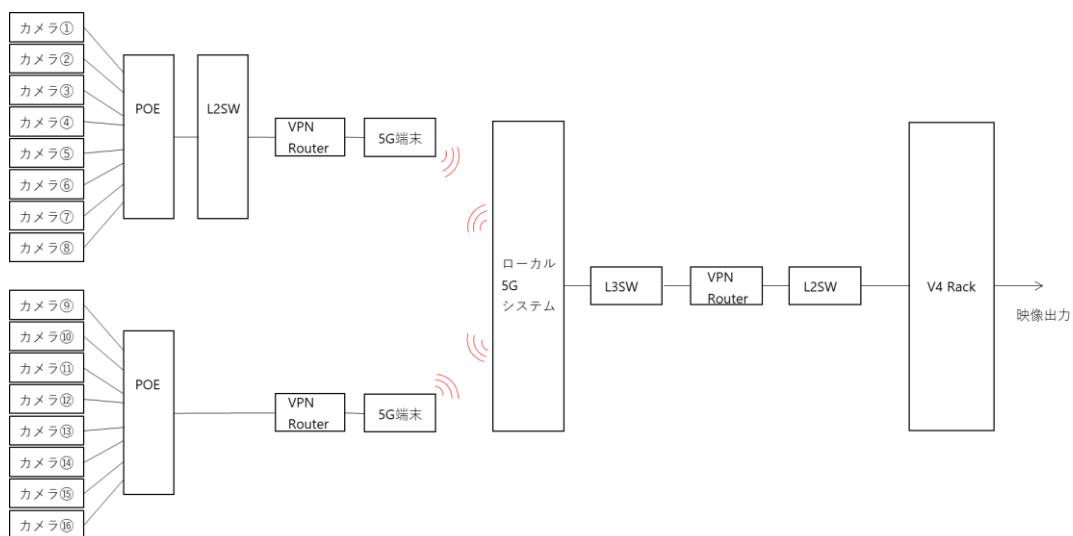 カメラ①
カメラ②
カメラ③
カメラ④
カメラ⑤
カメラ⑥
カメラ⑦
カメラ⑧
POE
L2SW
VPN
Router
5G端末
カメラ⑨
カメラ⑩
カメラ⑪
カメラ⑫
カメラ⑬
カメラ⑭
カメラ⑮
カメラ⑯
POE
VPN
Router
5G端末
ローカル
5G
システム
L3SW
VPN
Router
L2SW
V4 Rack
映像出力